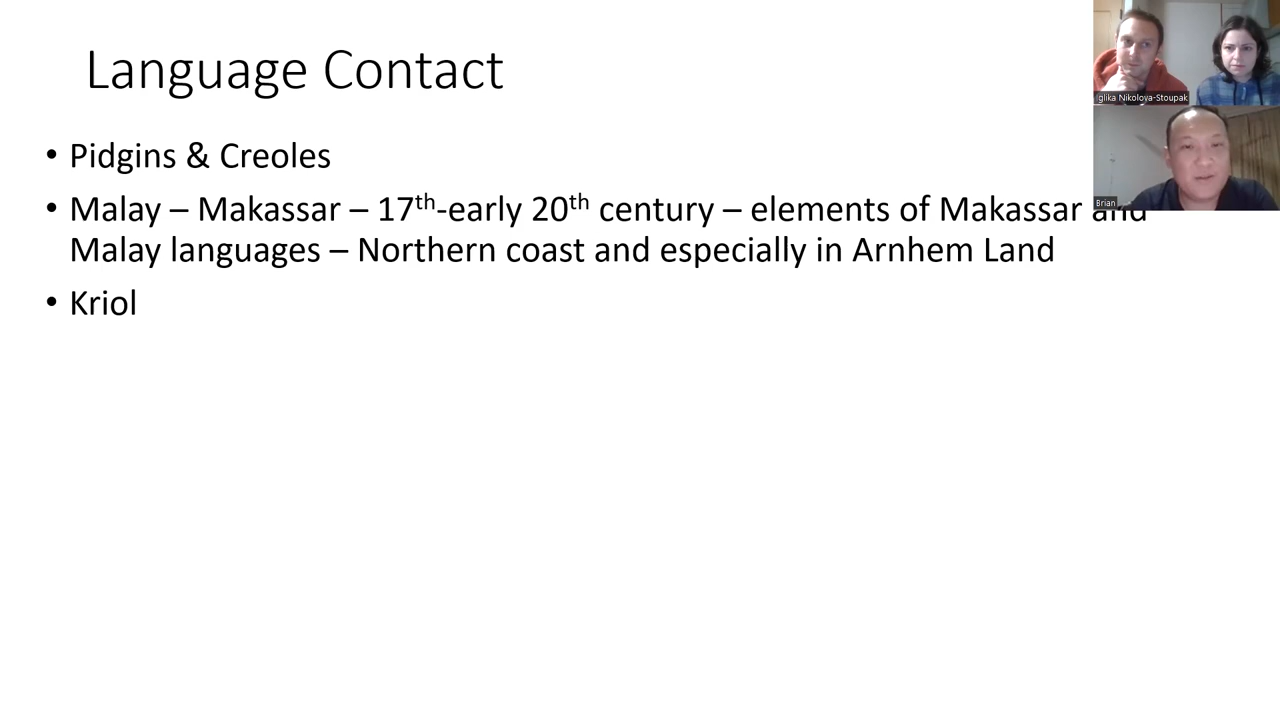 Language Contact
• Pidgins & Creoles
• Malay – Makassar – 17th-early 20th century – elements of Makassar and
Malay languages – Northern coast and especially in Arnhem Land
• Kriol
glika Nikolova-Stoupak
Brian